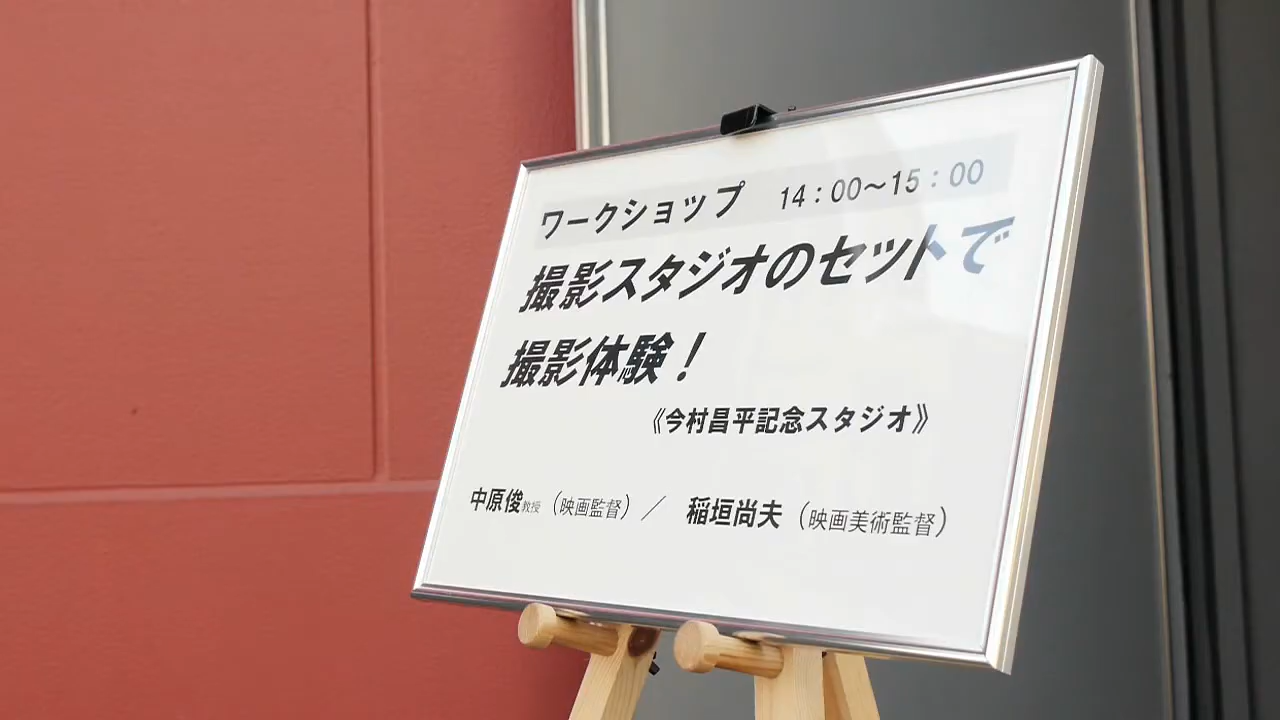 ワークショップ 14:00～15:00
撮影スタジオのセットで
撮影体験！
《今村昌平記念スタジオ》
中原俊教授（映画監督）／ 稲垣尚夫（映画美術監督）